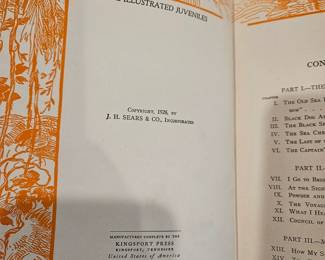 ILLUSTRATED JUVENILES
COPYRIGHT, 1926, BY
J. H. SEARS & CO., INCORPORATED
MANUFACTURED COMPLETE BY THE
KINGSPORT PRESS
KINGSPORT, TENNESSEE
United States of America
CON
PART I.—THE
CHAPTER
I. THE OLD SEA
II. BLACK DOG A
III. THE BLACK S
IV. THE SEA CHE
V. THE LAST OF
VI. THE CAPTAIN'
PART II.—
VII. I GO TO BRIS
VIII. AT THE SIGN
IX. POWDER AND
X. THE VOYAGE
XI. WHAT I HEA
XII. COUNCIL OF
PART III.—M
XIII. HOW MY S